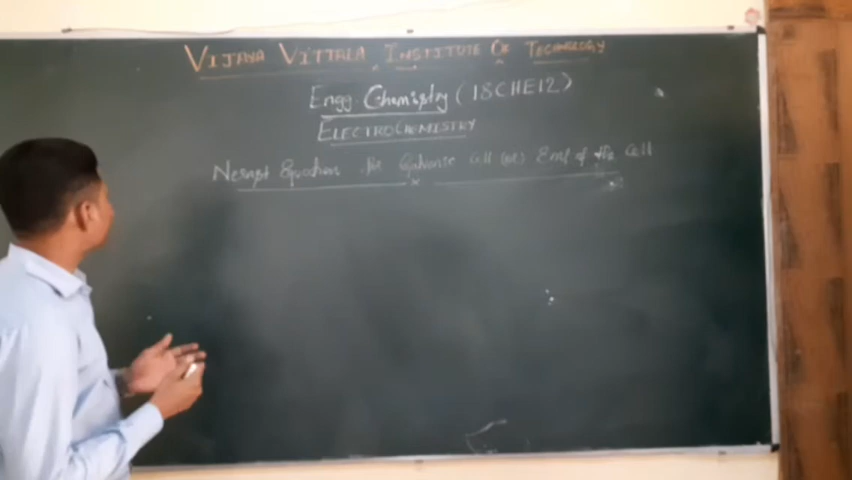 VIJAYA VITTALA INSTITUTE OF TECHNOLOGY
Engg. Chemistry (18CHE12)
ELECTROCHEMISTRY
Nernst Equation for Galvanic Cell (or) Emf of the Cell